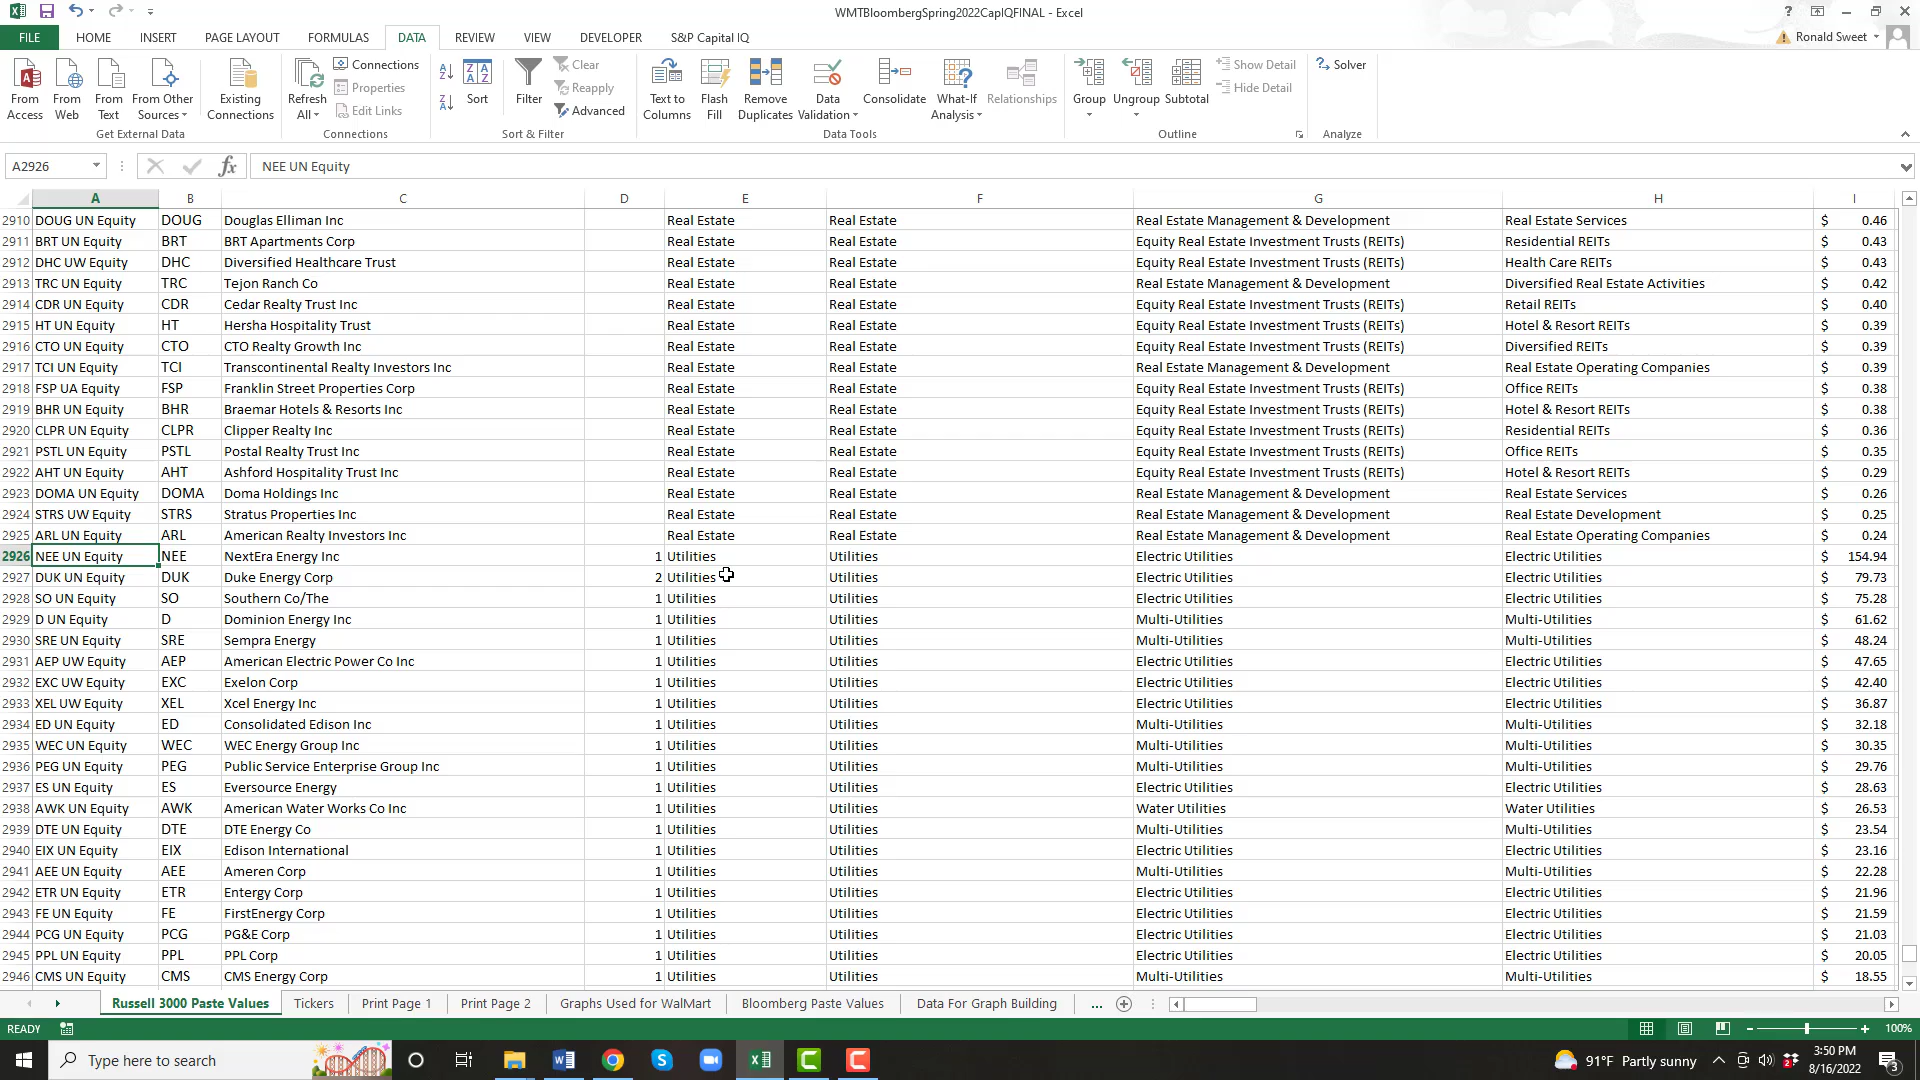 WMTBloombergSpring2022CapIQFINAL - Excel
FILE HOME INSERT PAGE LAYOUT FORMULAS DATA REVIEW VIEW DEVELOPER S&P Capital IQ Ronald Sweet
From Access From Web From Text From Other Sources Existing Connections Refresh All Connections Properties Edit Links Sort Filter Clear Reapply Advanced Text to Columns Flash Fill Remove Duplicates Data Validation Consolidate What-If Analysis Relationships Group Ungroup Subtotal Show Detail Hide Detail Solver
Get External Data Connections Sort & Filter Data Tools Outline Analyze
A2926 fx NEE UN Equity
A B C D E F G H I
2910 DOUG UN Equity DOUG Douglas Elliman Inc Real Estate Real Estate Real Estate Management & Development Real Estate Services $ 0.46
2911 BRT UN Equity BRT BRT Apartments Corp Real Estate Real Estate Equity Real Estate Investment Trusts (REITs) Residential REITs $ 0.43
2912 DHC UW Equity DHC Diversified Healthcare Trust Real Estate Real Estate Equity Real Estate Investment Trusts (REITs) Health Care REITs $ 0.43
2913 TRC UN Equity TRC Tejon Ranch Co Real Estate Real Estate Real Estate Management & Development Diversified Real Estate Activities $ 0.42
2914 CDR UN Equity CDR Cedar Realty Trust Inc Real Estate Real Estate Equity Real Estate Investment Trusts (REITs) Retail REITs $ 0.40
2915 HT UN Equity HT Hersha Hospitality Trust Real Estate Real Estate Equity Real Estate Investment Trusts (REITs) Hotel & Resort REITs $ 0.39
2916 CTO UN Equity CTO CTO Realty Growth Inc Real Estate Real Estate Equity Real Estate Investment Trusts (REITs) Diversified REITs $ 0.39
2917 TCI UN Equity TCI Transcontinental Realty Investors Inc Real Estate Real Estate Real Estate Management & Development Real Estate Operating Companies $ 0.39
2918 FSP UA Equity FSP Franklin Street Properties Corp Real Estate Real Estate Equity Real Estate Investment Trusts (REITs) Office REITs $ 0.38
2919 BHR UN Equity BHR Braemar Hotels & Resorts Inc Real Estate Real Estate Equity Real Estate Investment Trusts (REITs) Hotel & Resort REITs $ 0.38
2920 CLPR UN Equity CLPR Clipper Realty Inc Real Estate Real Estate Equity Real Estate Investment Trusts (REITs) Residential REITs $ 0.36
2921 PSTL UN Equity PSTL Postal Realty Trust Inc Real Estate Real Estate Equity Real Estate Investment Trusts (REITs) Office REITs $ 0.35
2922 AHT UN Equity AHT Ashford Hospitality Trust Inc Real Estate Real Estate Equity Real Estate Investment Trusts (REITs) Hotel & Resort REITs $ 0.29
2923 DOMA UN Equity DOMA Doma Holdings Inc Real Estate Real Estate Real Estate Management & Development Real Estate Services $ 0.26
2924 STRS UW Equity STRS Stratus Properties Inc Real Estate Real Estate Real Estate Management & Development Real Estate Development $ 0.25
2925 ARL UN Equity ARL American Realty Investors Inc Real Estate Real Estate Real Estate Management & Development Real Estate Operating Companies $ 0.24
2926 NEE UN Equity NEE NextEra Energy Inc 1 Utilities Utilities Electric Utilities Electric Utilities $ 154.94
2927 DUK UN Equity DUK Duke Energy Corp 2 Utilities Utilities Electric Utilities Electric Utilities $ 79.73
2928 SO UN Equity SO Southern Co/The 1 Utilities Utilities Electric Utilities Electric Utilities $ 75.28
2929 D UN Equity D Dominion Energy Inc 1 Utilities Utilities Multi-Utilities Multi-Utilities $ 61.62
2930 SRE UN Equity SRE Sempra Energy 1 Utilities Utilities Multi-Utilities Multi-Utilities $ 48.24
2931 AEP UW Equity AEP American Electric Power Co Inc 1 Utilities Utilities Electric Utilities Electric Utilities $ 47.65
2932 EXC UW Equity EXC Exelon Corp 1 Utilities Utilities Electric Utilities Electric Utilities $ 42.40
2933 XEL UW Equity XEL Xcel Energy Inc 1 Utilities Utilities Electric Utilities Electric Utilities $ 36.87
2934 ED UN Equity ED Consolidated Edison Inc 1 Utilities Utilities Multi-Utilities Multi-Utilities $ 32.18
2935 WEC UN Equity WEC WEC Energy Group Inc 1 Utilities Utilities Multi-Utilities Multi-Utilities $ 30.35
2936 PEG UN Equity PEG Public Service Enterprise Group Inc 1 Utilities Utilities Multi-Utilities Multi-Utilities $ 29.76
2937 ES UN Equity ES Eversource Energy 1 Utilities Utilities Electric Utilities Electric Utilities $ 28.63
2938 AWK UN Equity AWK American Water Works Co Inc 1 Utilities Utilities Water Utilities Water Utilities $ 26.53
2939 DTE UN Equity DTE DTE Energy Co 1 Utilities Utilities Multi-Utilities Multi-Utilities $ 23.54
2940 EIX UN Equity EIX Edison International 1 Utilities Utilities Electric Utilities Electric Utilities $ 23.16
2941 AEE UN Equity AEE Ameren Corp 1 Utilities Utilities Multi-Utilities Multi-Utilities $ 22.28
2942 ETR UN Equity ETR Entergy Corp 1 Utilities Utilities Electric Utilities Electric Utilities $ 21.96
2943 FE UN Equity FE FirstEnergy Corp 1 Utilities Utilities Electric Utilities Electric Utilities $ 21.59
2944 PCG UN Equity PCG PG&E Corp 1 Utilities Utilities Electric Utilities Electric Utilities $ 21.03
2945 PPL UN Equity PPL PPL Corp 1 Utilities Utilities Electric Utilities Electric Utilities $ 20.05
2946 CMS UN Equity CMS CMS Energy Corp 1 Utilities Utilities Multi-Utilities Multi-Utilities $ 18.55
Russell 3000 Paste Values Tickers Print Page 1 Print Page 2 Graphs Used for WalMart Bloomberg Paste Values Data For Graph Building ...
READY 100%
Type here to search 91°F Partly sunny 3:50 PM
8/16/2022 3